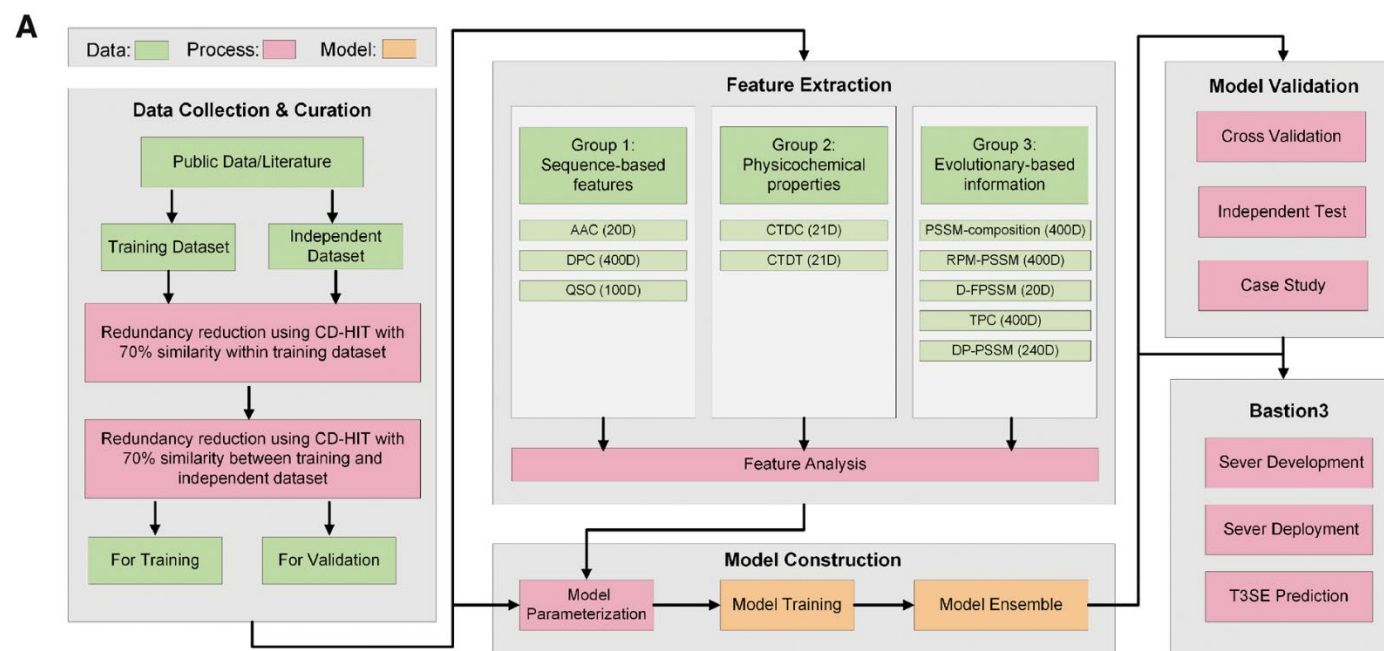 A
Data:
Process:
Model:
Data Collection & Curation
Public Data/Literature
Training Dataset
Independent
Dataset
Redundancy reduction using CD-HIT with
70% similarity within training dataset
Redundancy reduction using CD-HIT with
70% similarity between training and
independent dataset
For Training
For Validation
Feature Extraction
Group 1:
Sequence-based
features
AAC (20D)
DPC (400D)
QSO (100D)
Group 2:
Physicochemical
properties
CTDC (21D)
CTDT (21D)
Group 3:
Evolutionary-based
information
PSSM-composition (400D)
RPM-PSSM (400D)
D-FPSSM (20D)
TPC (400D)
DP-PSSM (240D)
Feature Analysis
Model Construction
Model
Parameterization
Model Training
Model Ensemble
Model Validation
Cross Validation
Independent Test
Case Study
Bastion3
Sever Development
Sever Deployment
T3SE Prediction